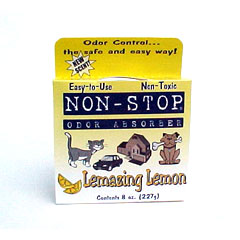 Odor Control...
the safe and easy way!
NEW SCENT!
Easy-to-Use Non-Toxic
NON-STOP
ODOR ABSORBER
Lemazing Lemon
Contents 8 oz. (227g)